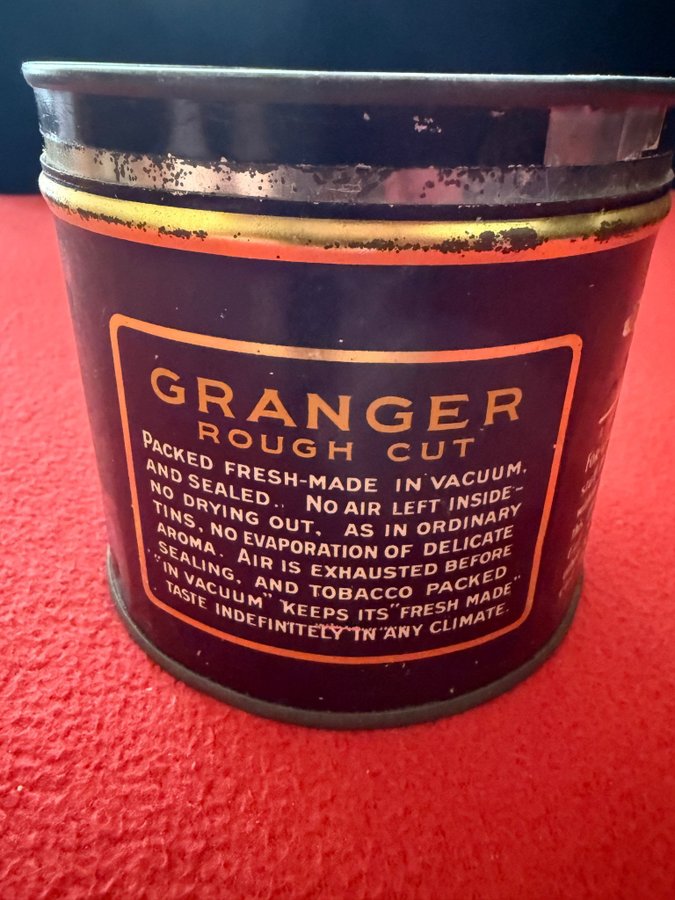 GRANGER
ROUGH CUT
PACKED FRESH-MADE IN VACUUM,
AND SEALED. NO AIR LEFT INSIDE-
NO DRYING OUT, AS IN ORDINARY
TINS, NO EVAPORATION OF DELICATE
AROMA. AIR IS EXHAUSTED BEFORE
SEALING, AND TOBACCO PACKED
"IN VACUUM" KEEPS ITS "FRESH MADE"
TASTE INDEFINITELY IN ANY CLIMATE.